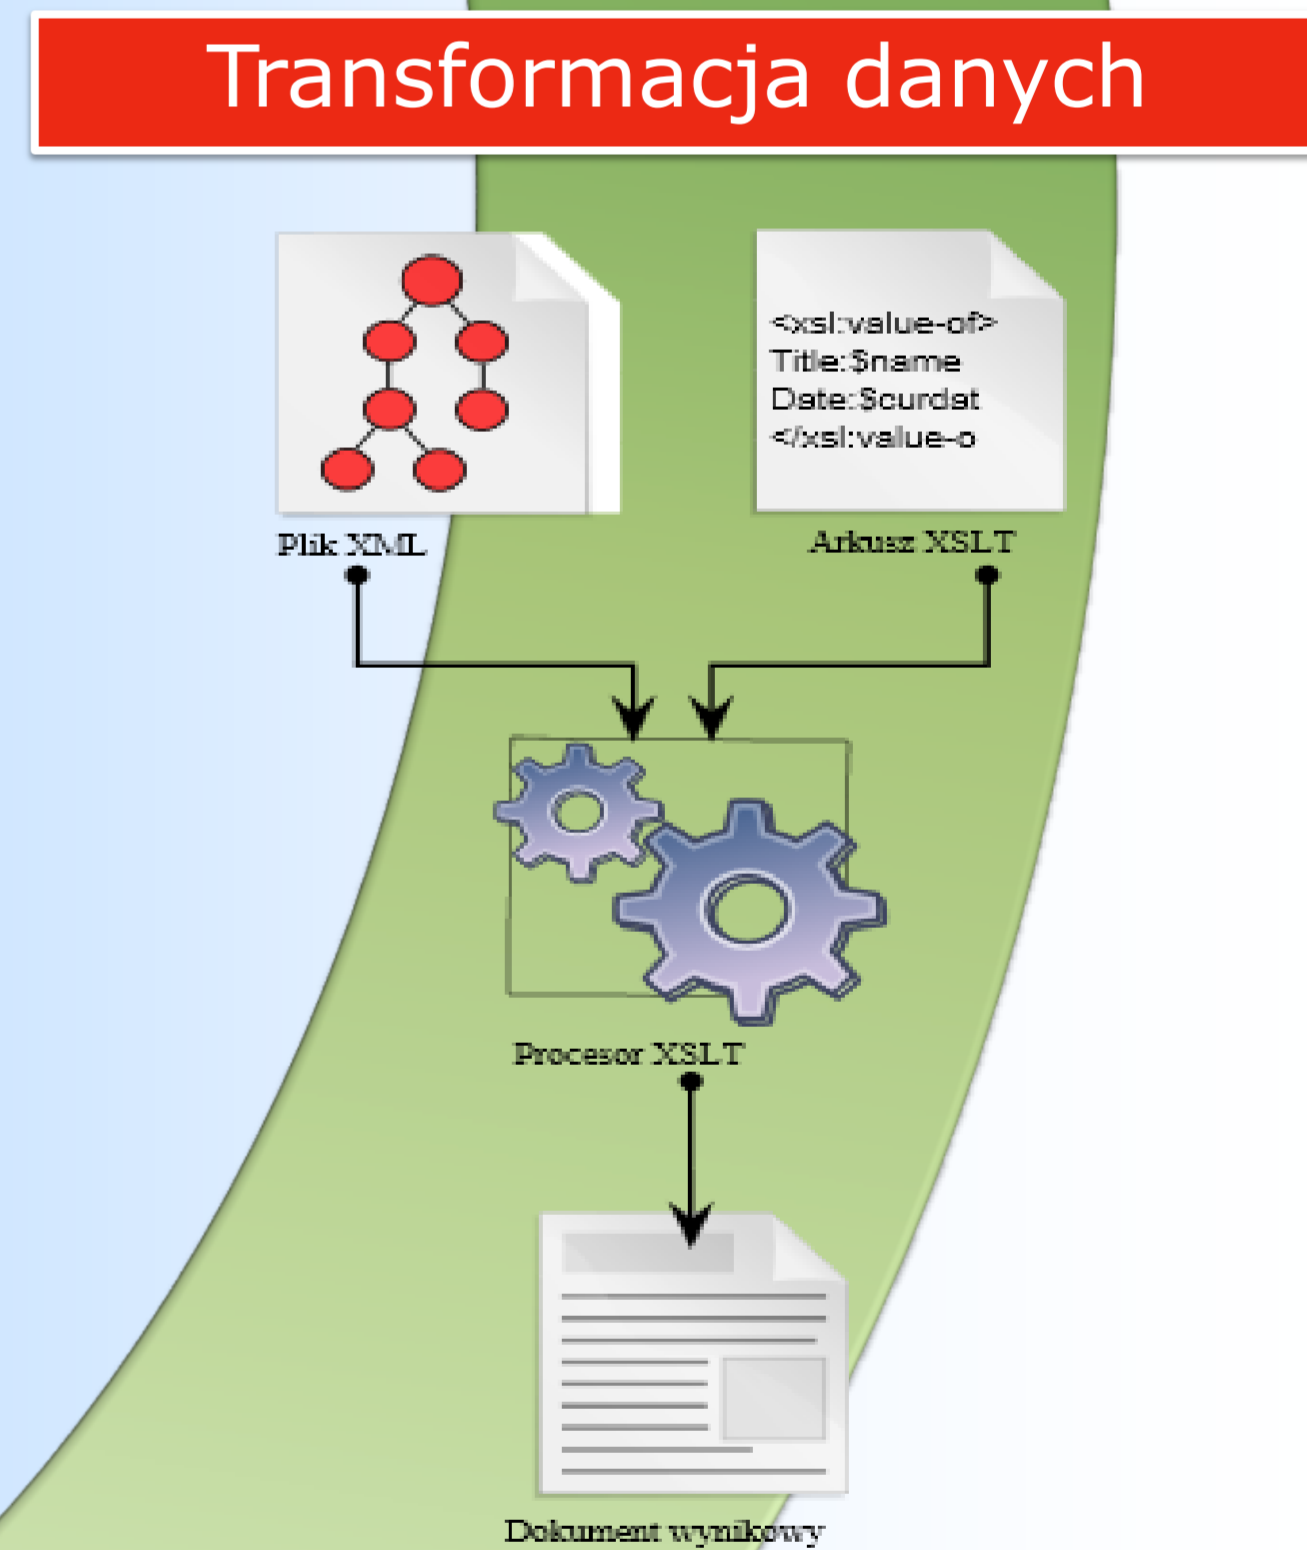 Transformacja danych
<xsl:value-of>
Title:$name
Date:$curdat
</xsl:value-o
Plik XML
Arkusz XSLT
Procesor XSLT
Dokument wynikowy